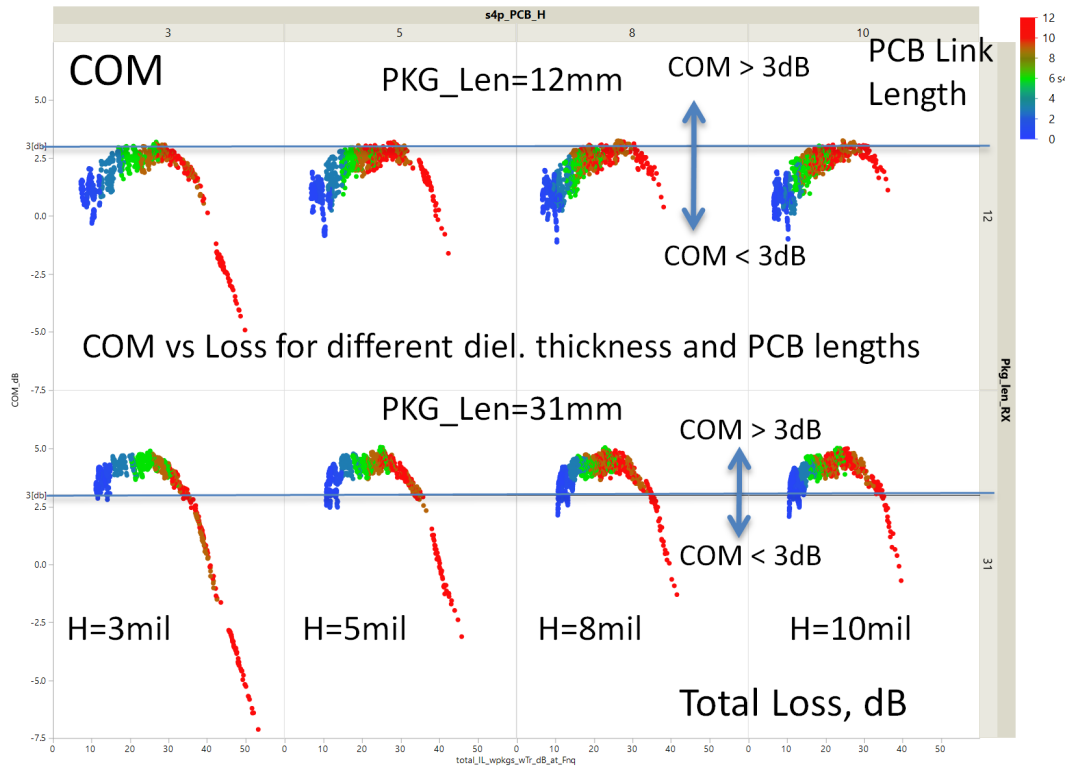 s4p_PCB_H
3 5 8 10
COM
PKG_Len=12mm
COM > 3dB
PCB Link
Length
12
10
8
6 s4
4
2
0
5.0
3[db]
2.5
0.0
-2.5
-5.0
-7.5
12
COM < 3dB
COM vs Loss for different diel. thickness and PCB lengths
COM_dB
Pkg_len_RX
PKG_Len=31mm
COM > 3dB
5.0
3[db]
2.5
0.0
-2.5
-5.0
-7.5
31
COM < 3dB
H=3mil H=5mil H=8mil H=10mil
Total Loss, dB
0 10 20 30 40 50 0 10 20 30 40 50 0 10 20 30 40 50 0 10 20 30 40 50
total_IL_wpkgs_wTr_dB_at_Fnq